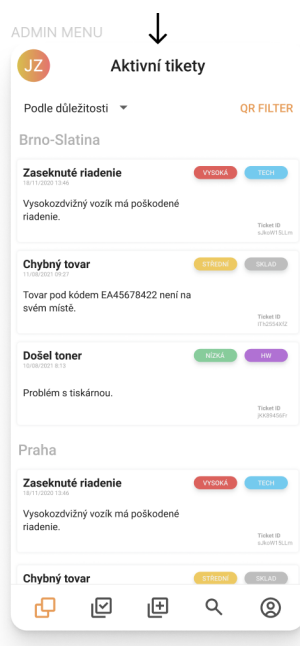 ADMIN MENU
JZ
Aktivní tikety
Podle důležitosti
QR FILTER
Brno-Slatina
Zaseknuté riadenie
VYSOKÁ
TECH
18/11/2020 13:46
Vysokozdvižný vozík má poškodené
riadenie.
Ticket ID
Chybný tovar
STŘEDNÍ
SKLAD
11/08/2021 09:27
Tovar pod kódem EA45678422 není na
svém místě.
Ticket ID
Došel toner
NÍZKÁ
HW
10/08/2021 8:13
Problém s tiskárnou.
Ticket ID
Praha
Zaseknuté riadenie
VYSOKÁ
TECH
18/11/2020 13:46
Vysokozdvižný vozík má poškodené
riadenie.
Ticket ID
Chybný tovar
STŘEDNÍ
SKLAD